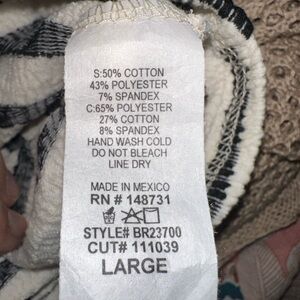 S:50% COTTON
43% POLYESTER
7% SPANDEX
C:65% POLYESTER
27% COTTON
8% SPANDEX
HAND WASH COLD
DO NOT BLEACH
LINE DRY
MADE IN MEXICO
RN # 148731
STYLE# BR23700
CUT# 111039
LARGE